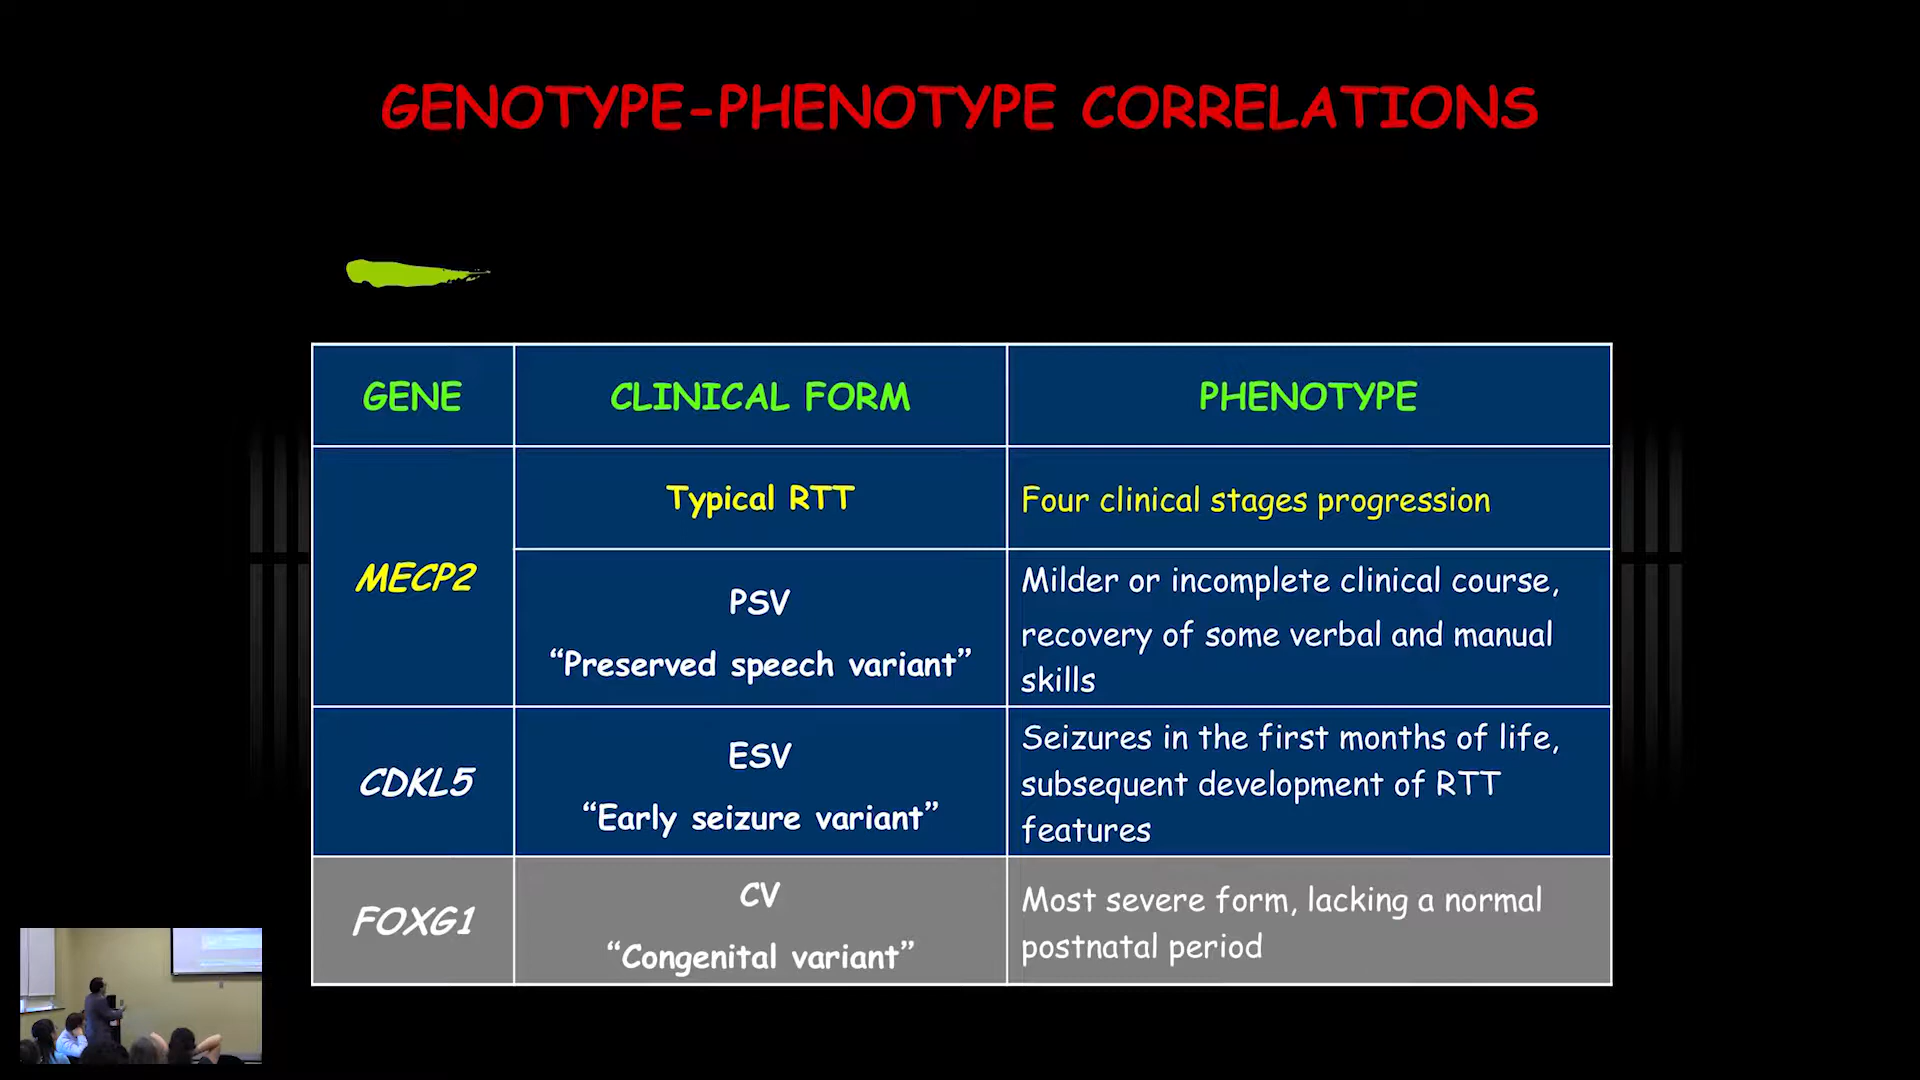 GENOTYPE-PHENOTYPE CORRELATIONS
GENE
CLINICAL FORM
PHENOTYPE
MECP2
Typical RTT
Four clinical stages progression
PSV
“Preserved speech variant”
Milder or incomplete clinical course,
recovery of some verbal and manual
skills
CDKL5
ESV
“Early seizure variant”
Seizures in the first months of life,
subsequent development of RTT
features
FOXG1
CV
“Congenital variant”
Most severe form, lacking a normal
postnatal period